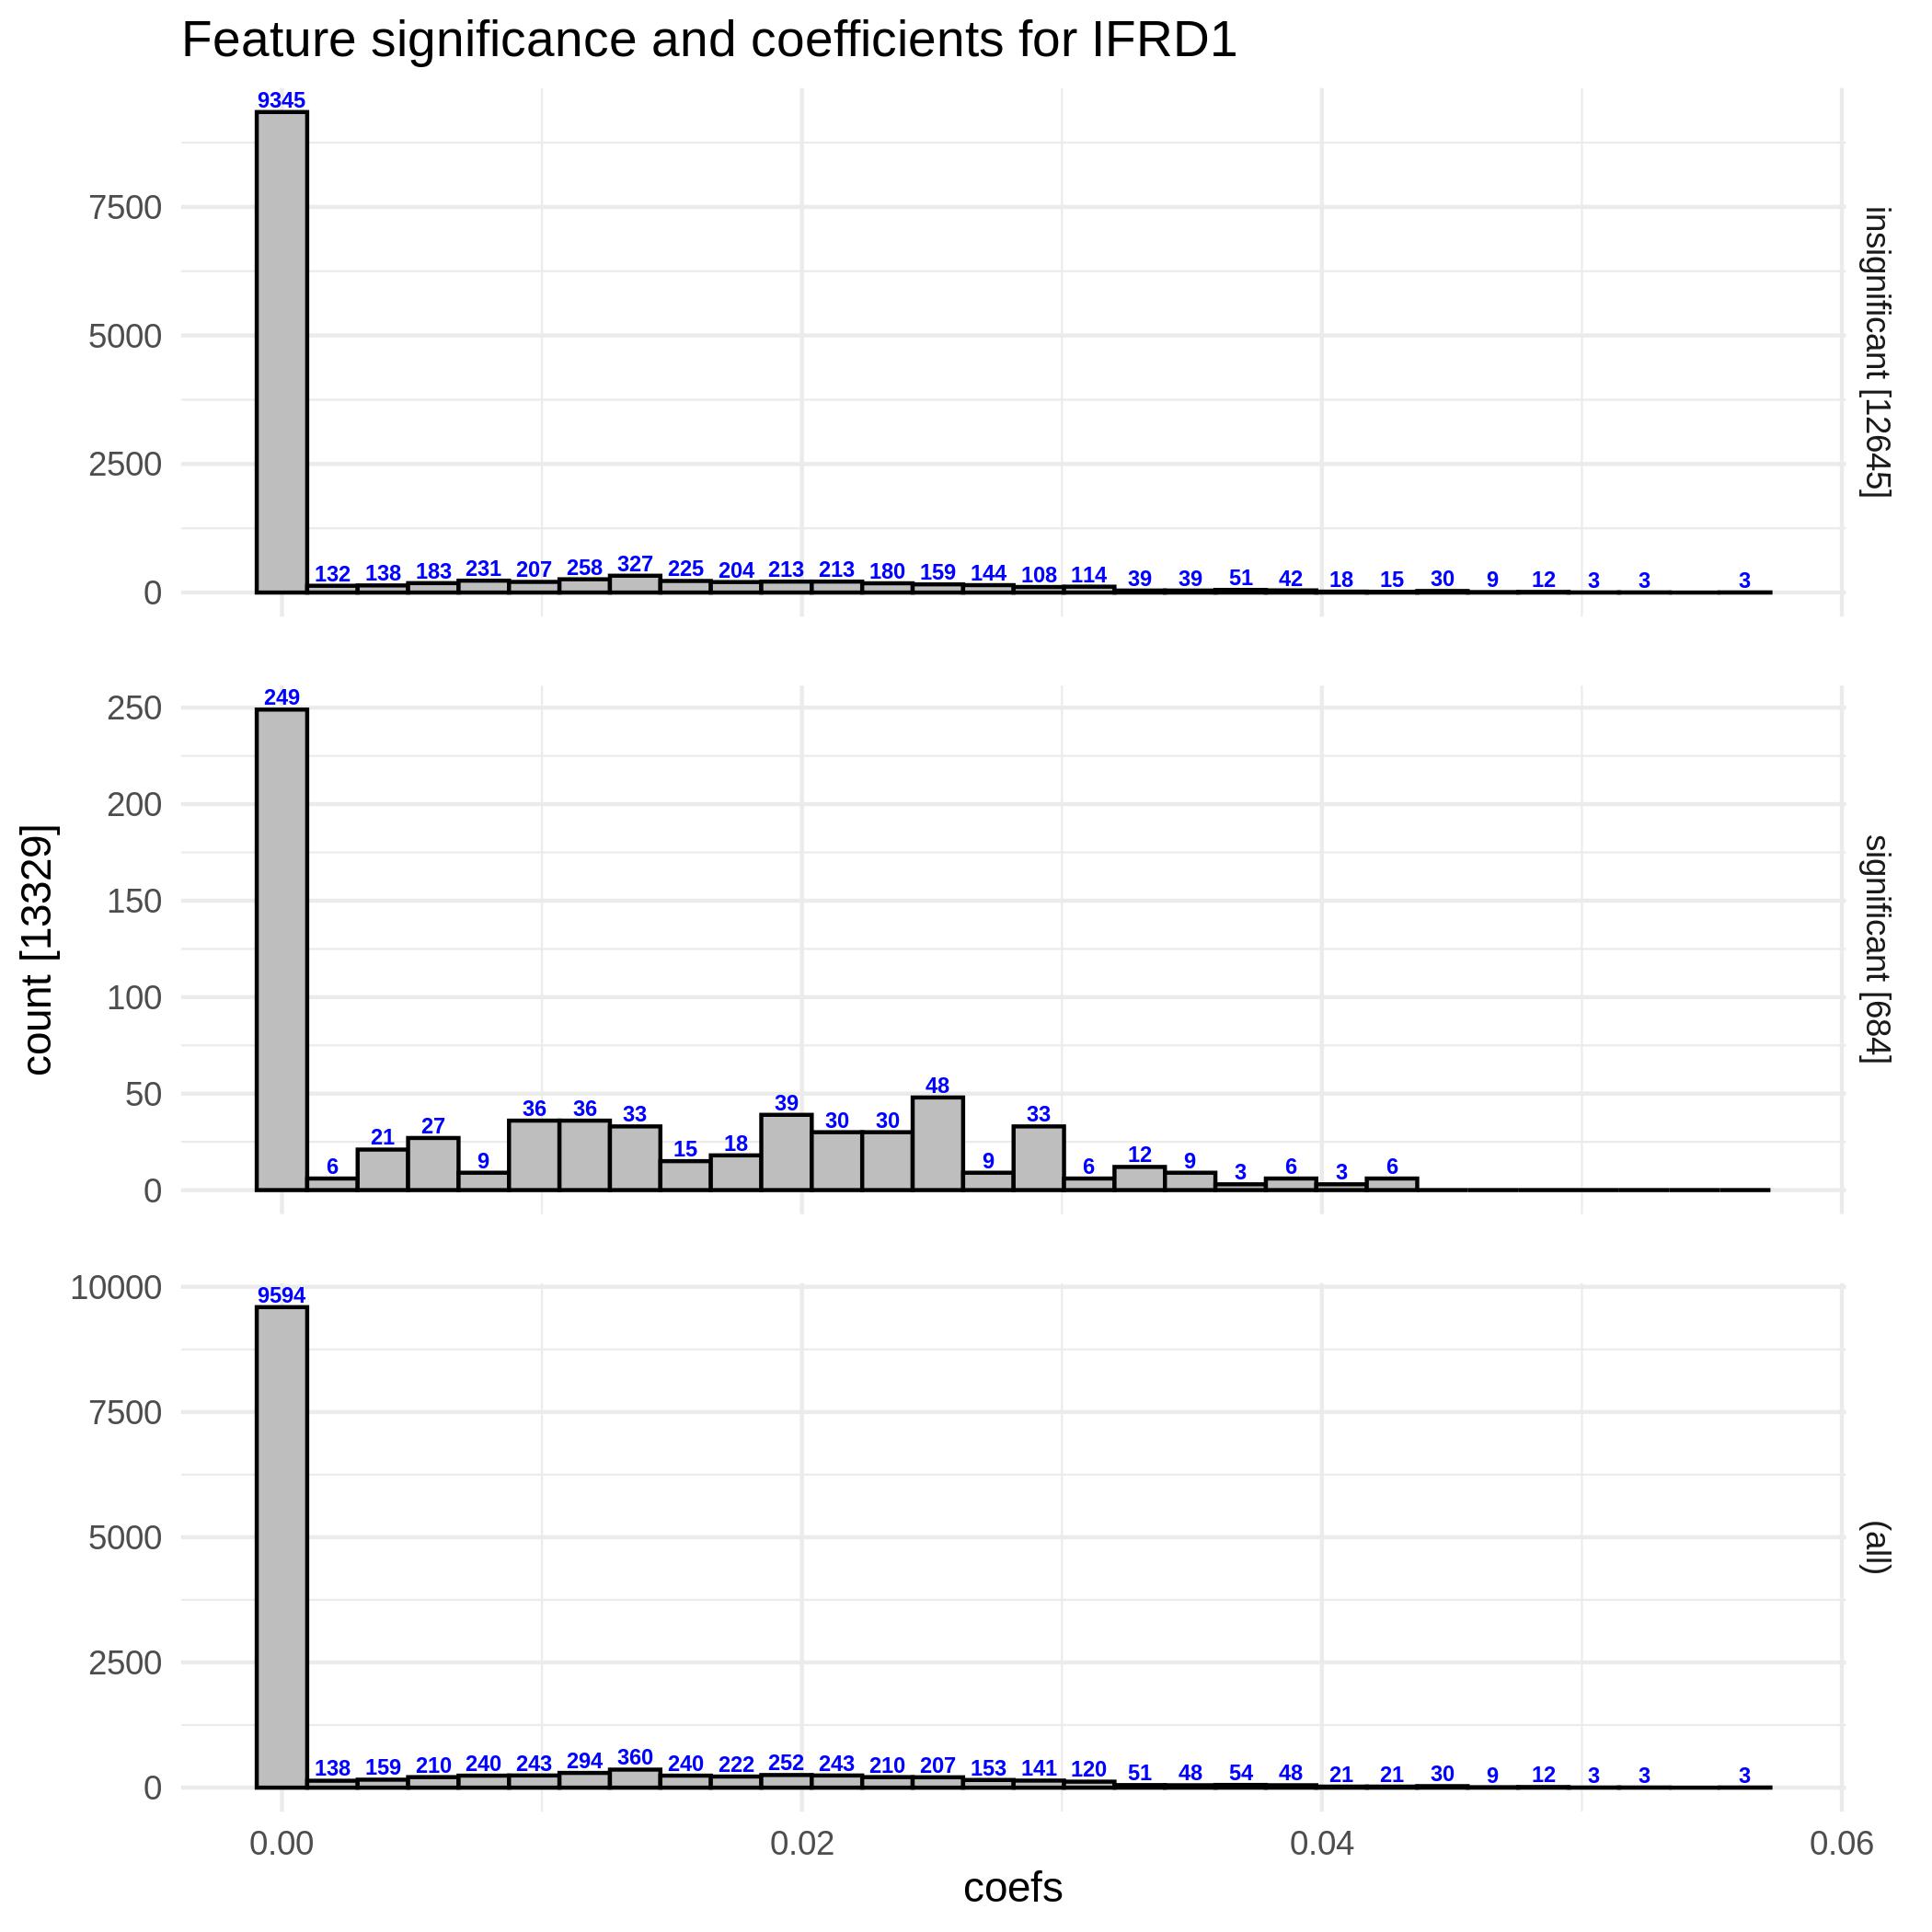 Feature significance and coefficients for IFRD1
9345
7500
5000
2500
0
132 138 183 231 207 258 327 225 204 213 213 180 159 144 108 114 39 39 51 42 18 15 30 9 12 3 3 3
insignificant [12645]
count [13329]
249
250
200
150
100
50
0
6 21 27 9 36 36 33 15 18 39 30 30 48 9 33 6 12 9 3 6 3 6
significant [684]
10000
9594
7500
5000
2500
0
138 159 210 240 243 294 360 240 222 252 243 210 207 153 141 120 51 48 54 48 21 21 30 9 12 3 3 3
(all)
0.00 0.02 0.04 0.06
coefs